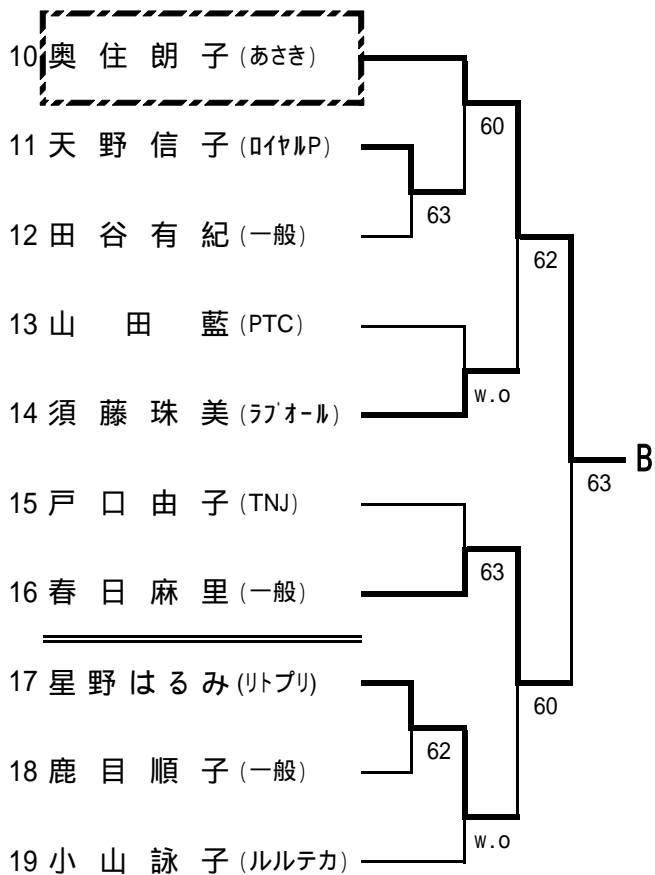 10 奥住朗子 (あさき)
60
11 天野信子 (ロイヤルP)
63
12 田谷有紀 (一般)
62
13 山田藍 (PTC)
w.o
14 須藤珠美 (ラブオール)
B
63
15 戸口由子 (TNJ)
63
16 春日麻里 (一般)
17 星野はるみ (リトプリ)
60
62
18 鹿目順子 (一般)
w.o
19 小山詠子 (ルルテカ)